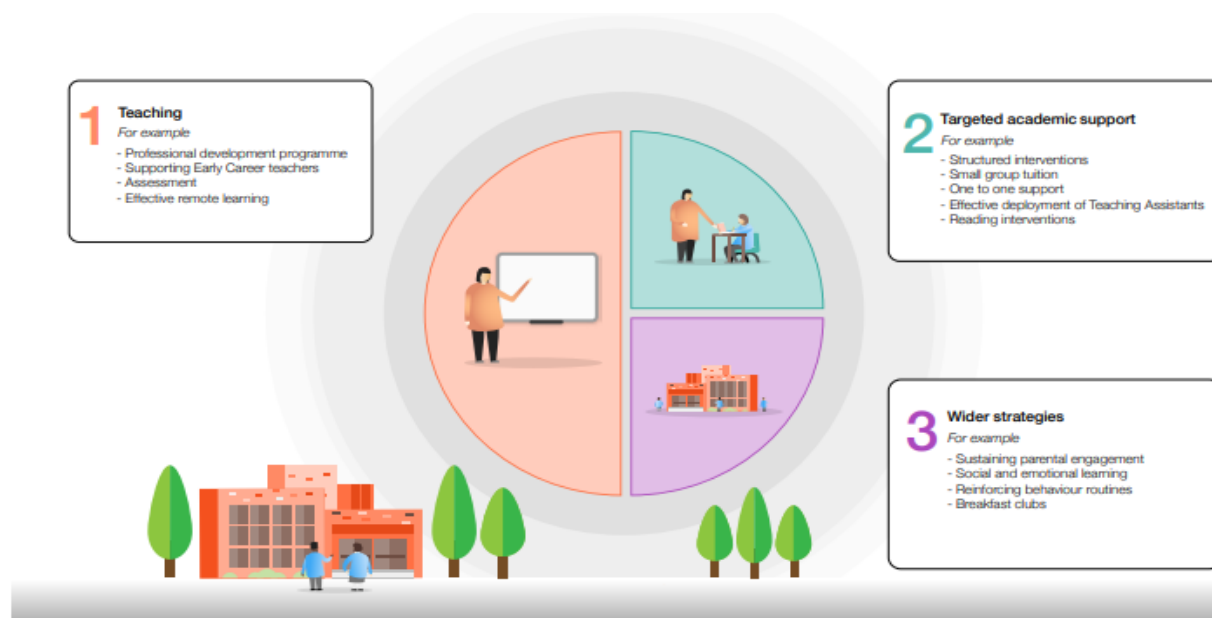 1
Teaching
For example
- Professional development programme
- Supporting Early Career teachers
- Assessment
- Effective remote learning
2
Targeted academic support
For example
- Structured interventions
- Small group tuition
- One to one support
- Effective deployment of Teaching Assistants
- Reading interventions
3
Wider strategies
For example
- Sustaining parental engagement
- Social and emotional learning
- Reinforcing behaviour routines
- Breakfast clubs